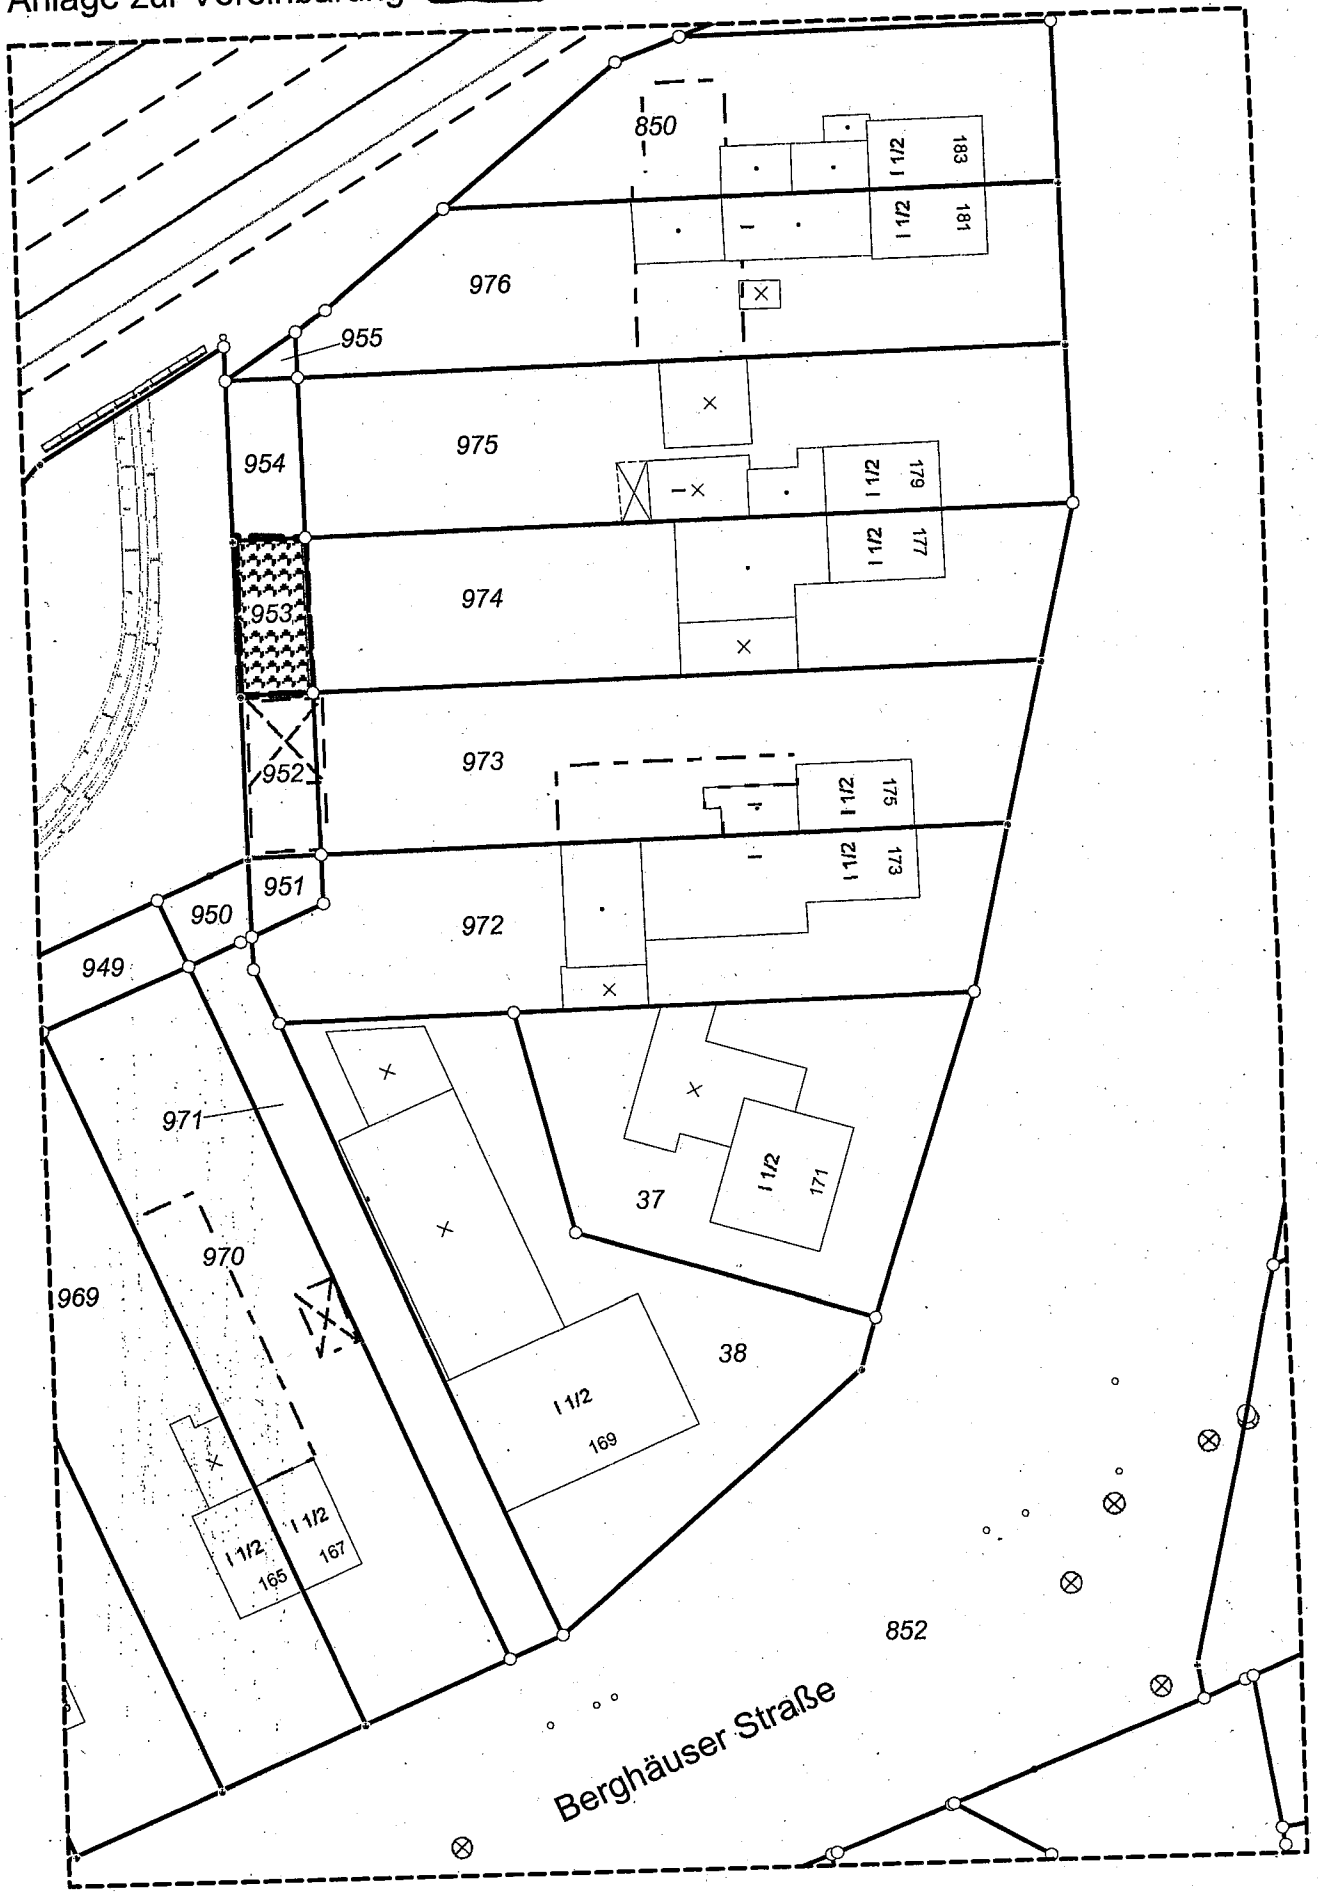 Anlage zur Vereinbarung
850
I 1/2
183
I 1/2
181
976
955
975
954
I 1/2
179
I 1/2
177
974
953
973
952
I 1/2
175
I 1/2
173
951
950
972
949
971
37
I 1/2
171
970
969
38
I 1/2
169
I 1/2
167
I 1/2
165
852
Berghäuser Straße